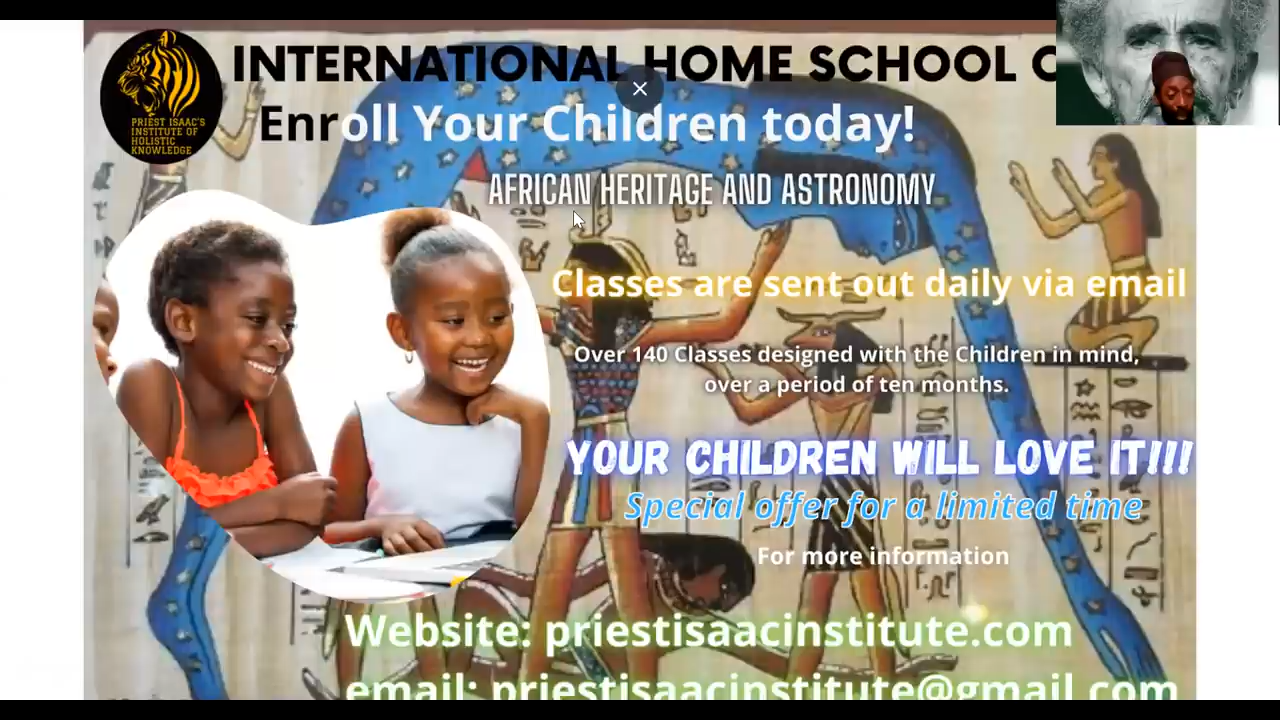 INTERNATIONAL HOME SCHOOL
Enroll Your Children today!
PRIEST ISAAC'S
INSTITUTE OF
HOLISTIC
KNOWLEDGE
AFRICAN HERITAGE AND ASTRONOMY
Classes are sent out daily via email
Over 140 Classes designed with the Children in mind,
over a period of ten months.
YOUR CHILDREN WILL LOVE IT!!!
Special offer for a limited time
For more information
Website: priestisaacinstitute.com
email: priestisaacinstitute@gmail.com